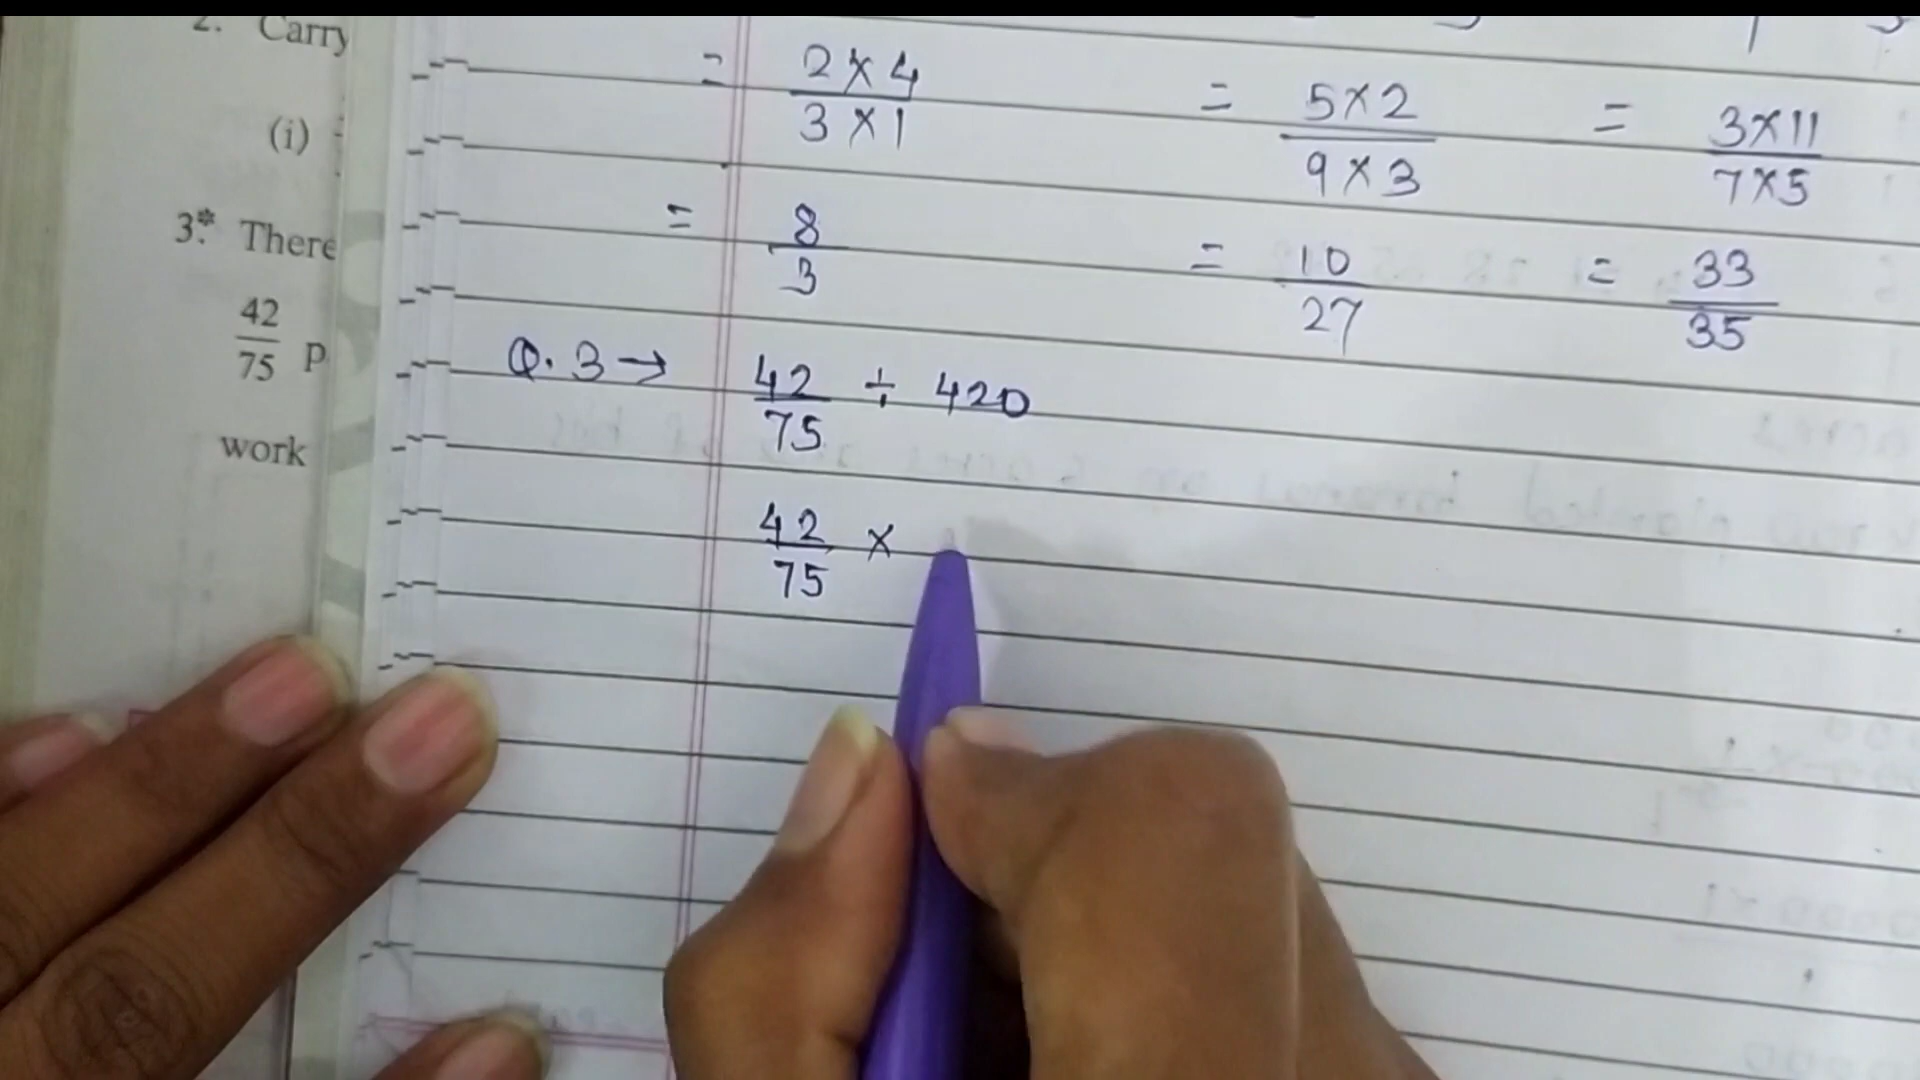 2. Carry
(i)
3.* There
42/75 p
work
= 2×4/3×1 = 5×2/9×3 = 3×11/7×5
= 8/3 = 10/27 = 33/35
Q.3→ 42/75 ÷ 420
42/75 ×